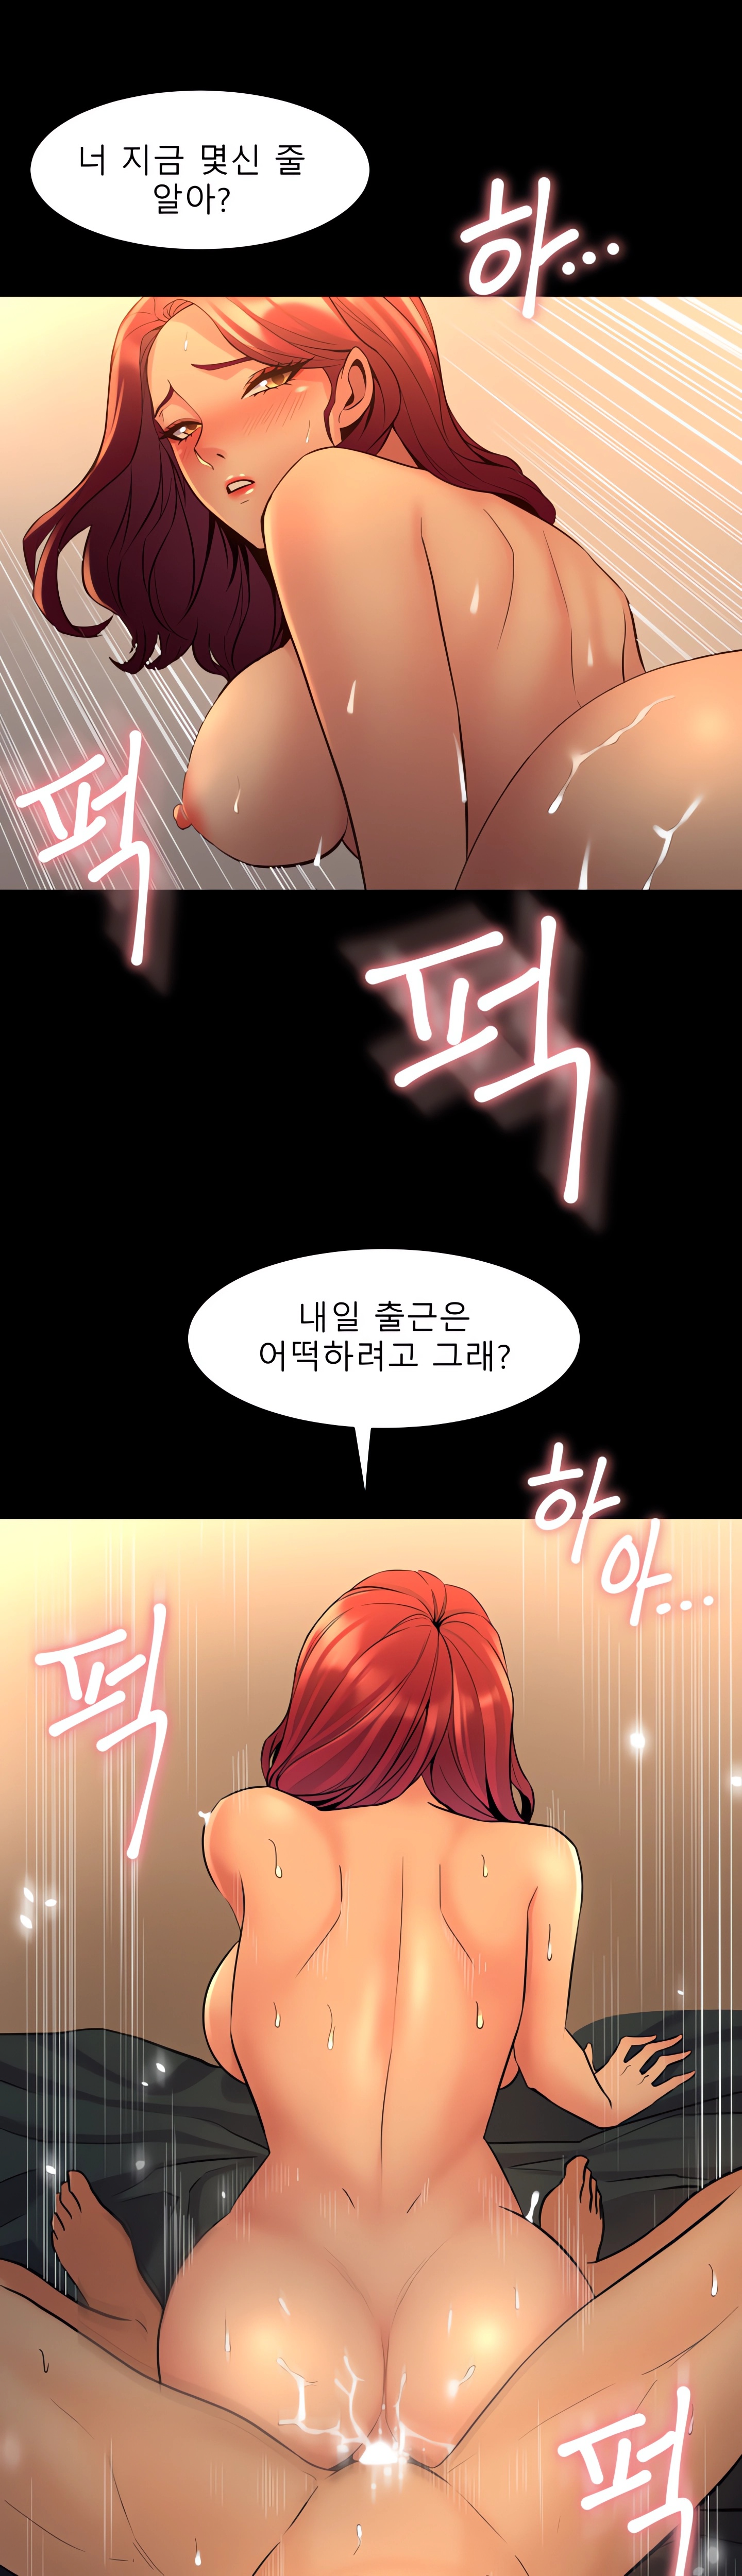 너 지금 몇신 줄
알아?
하...
퍽
퍽
내일 출근은
어떡하려고 그래?
하
아...
퍽
퍽